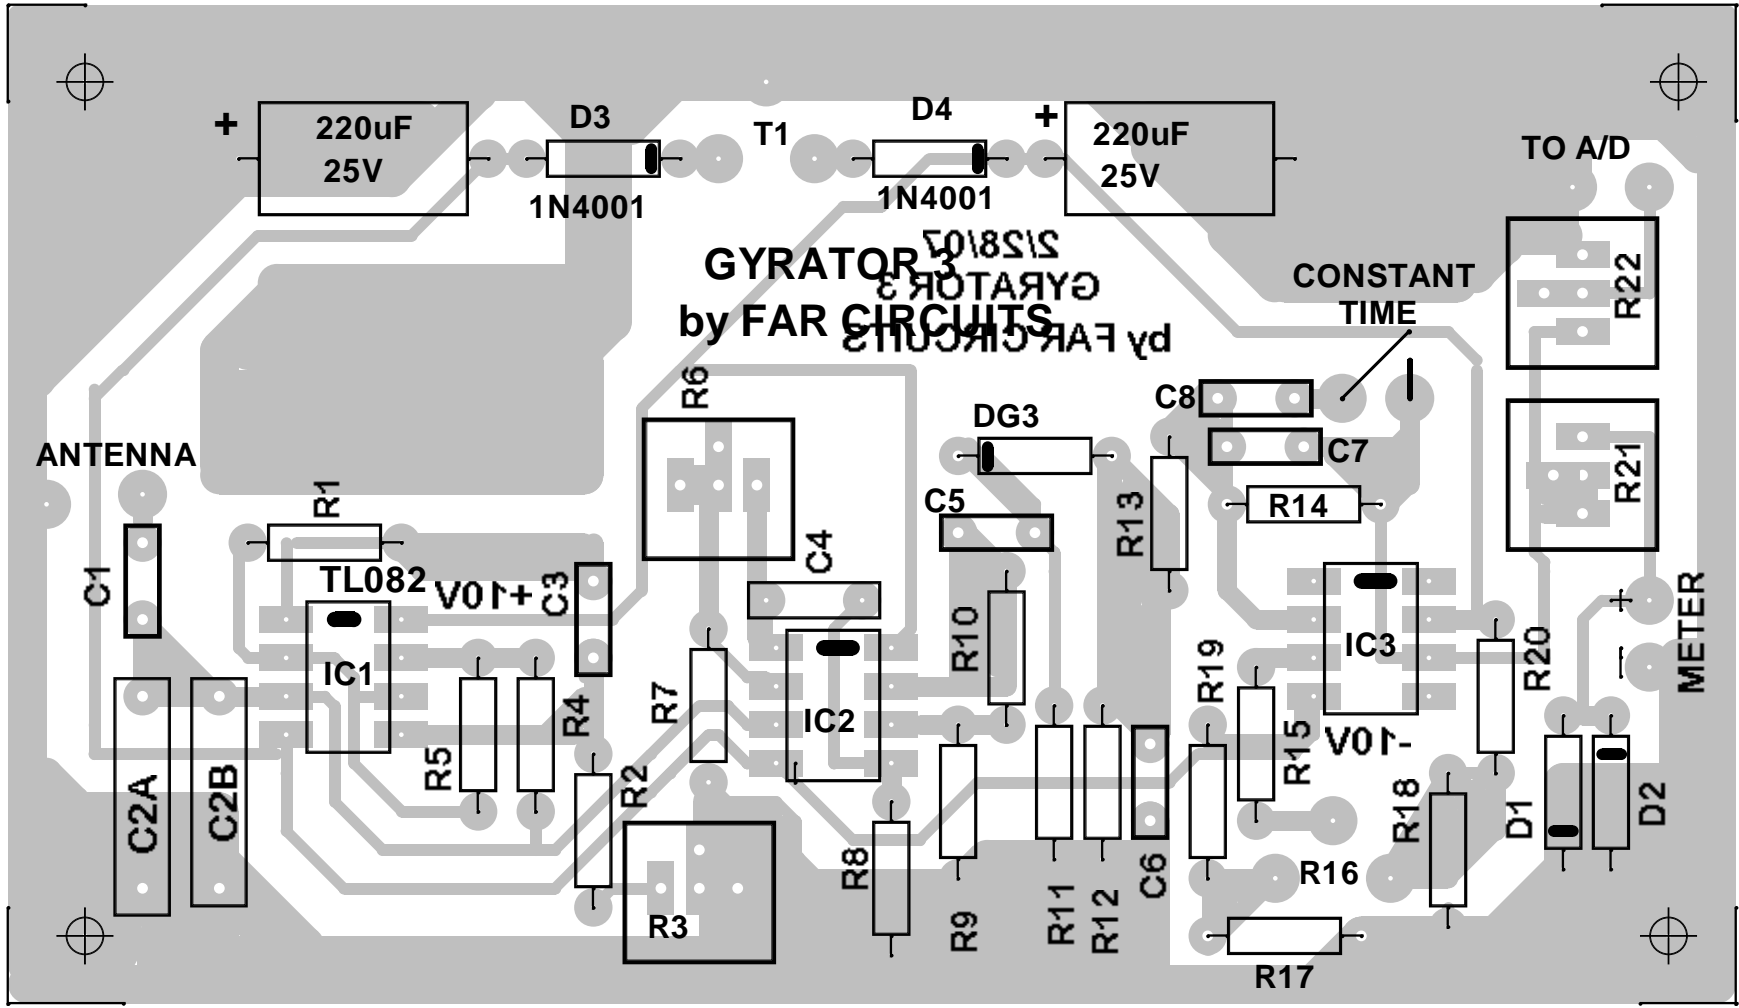 +
220uF
25V
D3
1N4001
T1
D4
1N4001
+
220uF
25V
TO A/D
2/28/07
GYRATOR 3
GYRATOR 3
by FAR CIRCUITS
by FAR CIRCUITS
CONSTANT
TIME
R22
R6
C8
DG3
C7
R21
ANTENNA
R1
C5
R13
R14
C1
TL082
+10V
C3
C4
R10
IC1
IC3
R20
+
-
METER
R19
R7
IC2
R4
R5
R2
R15
-10V
C2A
C2B
R18
D1
D2
R8
R16
C6
R3
R9
R11
R12
R17